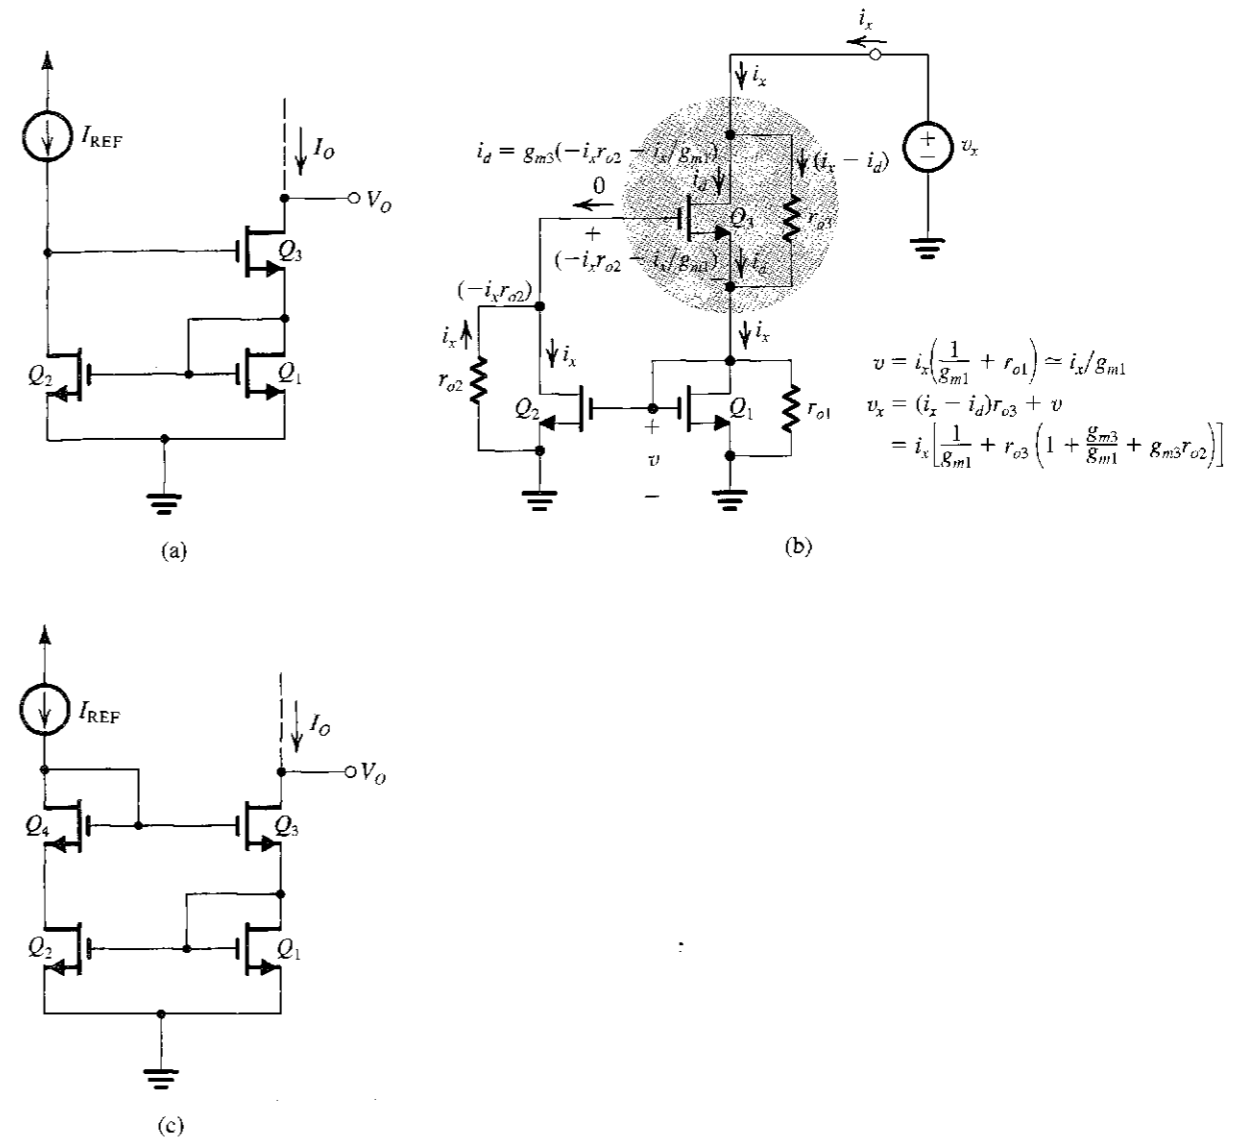 I_REF
I_O
V_O
Q_3
Q_2
Q_1
(a)
i_x
i_x
v_x
+
−
i_d = g_m3(−i_x r_o2 − i_x/g_m1)
(i_x − i_d)
i_d
0
Q_3
r_o3
+
(−i_x r_o2 − i_x/g_m1)
−
i_d
(−i_x r_o2)
i_x
i_x
i_x
r_o2
Q_2
Q_1
r_o1
+
v
−
v = i_x(1/g_m1 + r_o1) ≃ i_x/g_m1
v_x = (i_x − i_d)r_o3 + v
= i_x[1/g_m1 + r_o3(1 + g_m3/g_m1 + g_m3 r_o2)]
(b)
I_REF
I_O
V_O
Q_4
Q_3
Q_2
Q_1
(c)